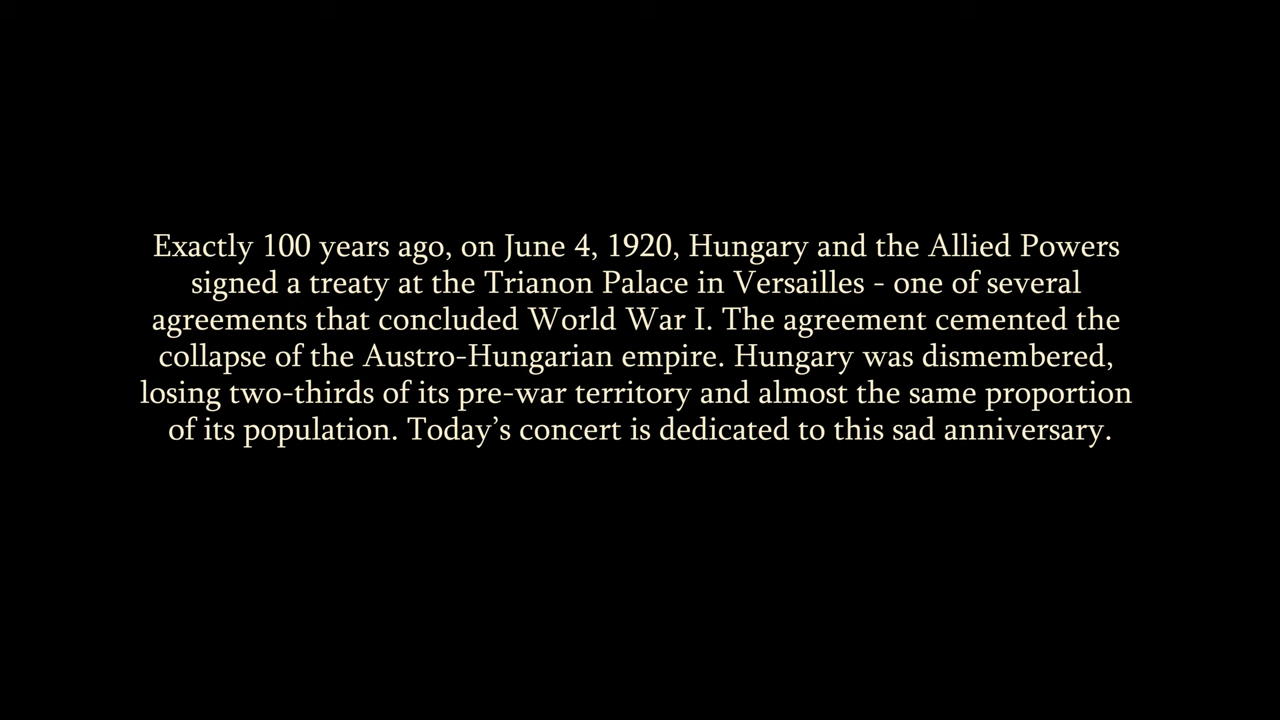 Exactly 100 years ago, on June 4, 1920, Hungary and the Allied Powers
signed a treaty at the Trianon Palace in Versailles - one of several
agreements that concluded World War I. The agreement cemented the
collapse of the Austro-Hungarian empire. Hungary was dismembered,
losing two-thirds of its pre-war territory and almost the same proportion
of its population. Today’s concert is dedicated to this sad anniversary.